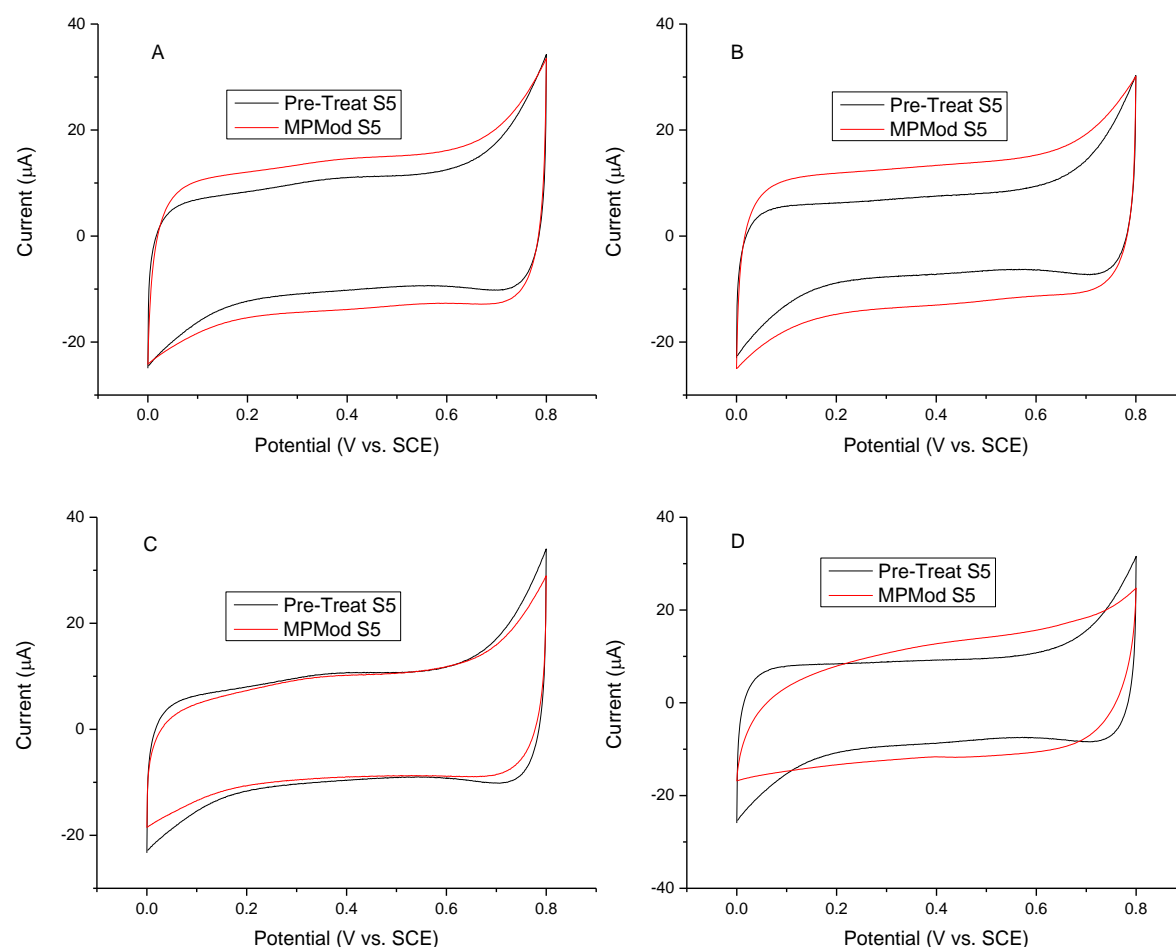 A
40
20
0
-20
Current (µA)
Pre-Treat S5
MPMod S5
0.0 0.2 0.4 0.6 0.8
Potential (V vs. SCE)
B
40
20
0
-20
Current (µA)
Pre-Treat S5
MPMod S5
0.0 0.2 0.4 0.6 0.8
Potential (V vs. SCE)
C
40
20
0
-20
Current (µA)
Pre-Treat S5
MPMod S5
0.0 0.2 0.4 0.6 0.8
Potential (V vs. SCE)
D
40
20
0
-20
-40
Current (µA)
Pre-Treat S5
MPMod S5
0.0 0.2 0.4 0.6 0.8
Potential (V vs. SCE)